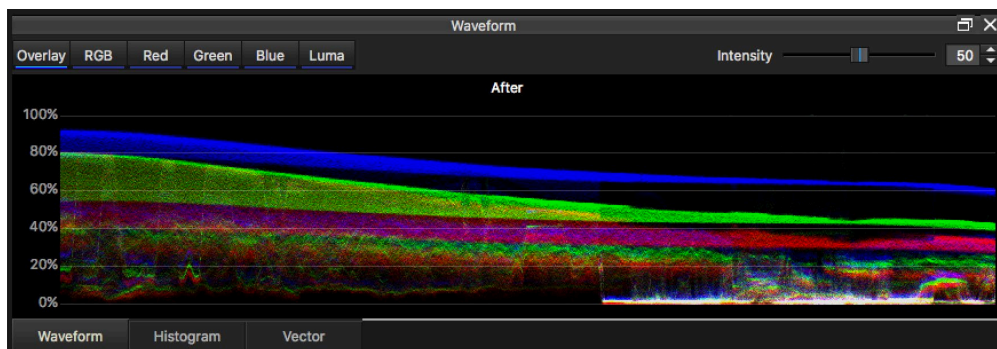 Waveform
Overlay RGB Red Green Blue Luma Intensity 50
After
100%
80%
60%
40%
20%
0%
Waveform Histogram Vector